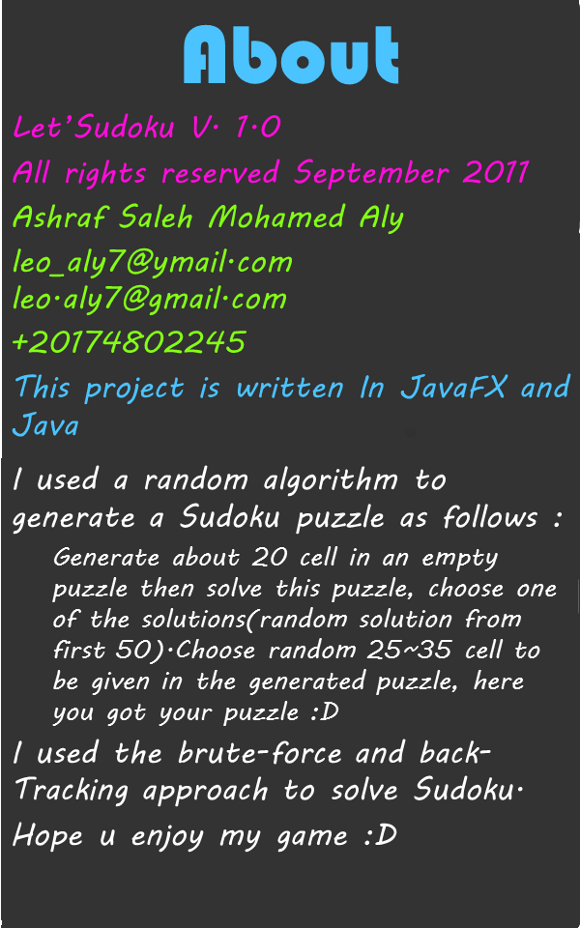 About
Let'Sudoku V. 1.0
All rights reserved September 2011
Ashraf Saleh Mohamed Aly
leo_aly7@ymail.com
leo.aly7@gmail.com
+20174802245
This project is written In JavaFX and
Java
I used a random algorithm to
generate a Sudoku puzzle as follows :
Generate about 20 cell in an empty
puzzle then solve this puzzle, choose one
of the solutions(random solution from
first 50).Choose random 25~35 cell to
be given in the generated puzzle, here
you got your puzzle :D
I used the brute-force and back-
Tracking approach to solve Sudoku.
Hope u enjoy my game :D